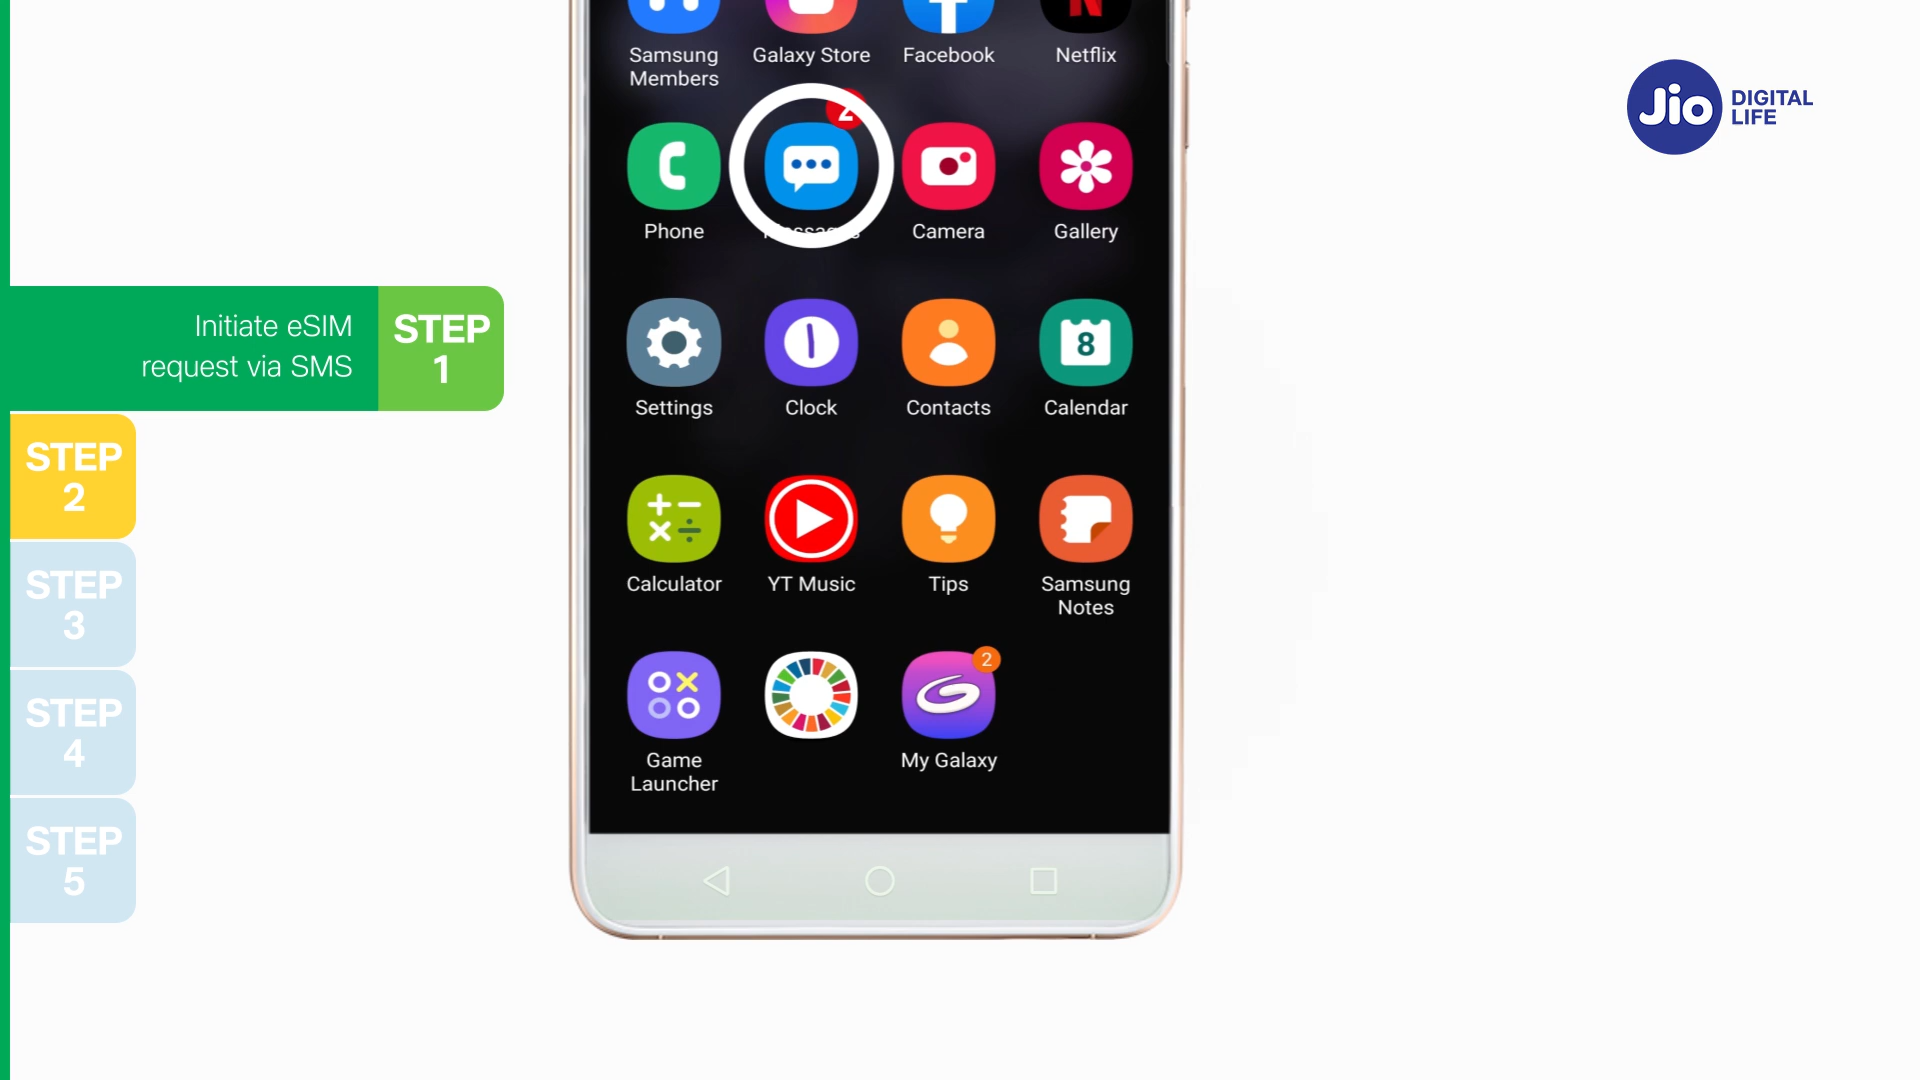 Samsung
Members
Galaxy Store
Facebook
Netflix
Jio
DIGITAL
LIFE
2
Phone
Messages
Camera
Gallery
Initiate eSIM
request via SMS
STEP
1
8
Settings
Clock
Contacts
Calendar
STEP
2
Calculator
YT Music
Tips
Samsung
Notes
STEP
3
2
STEP
4
Game
Launcher
My Galaxy
STEP
5